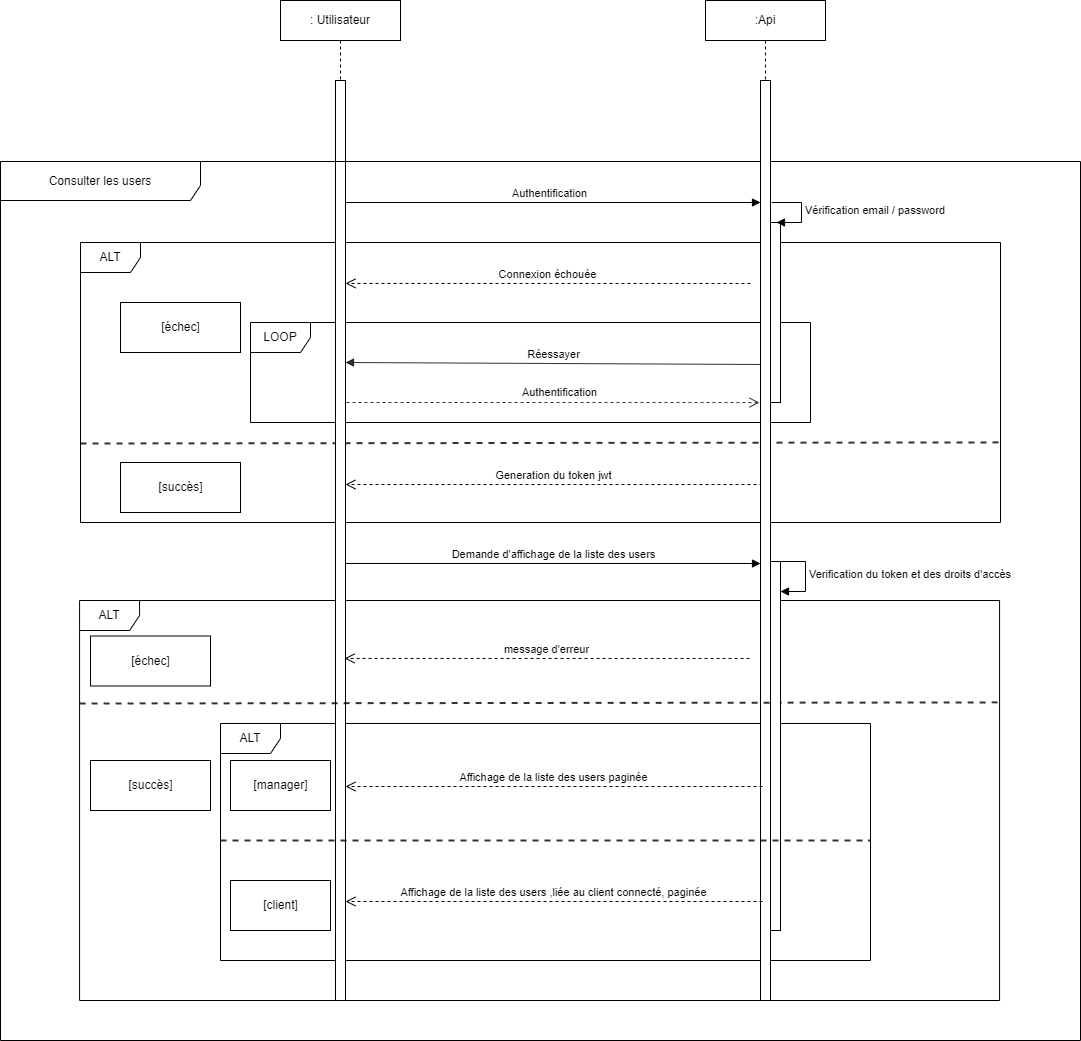 : Utilisateur
:Api
Consulter les users
Authentification
Vérification email / password
ALT
Connexion échouée
[échec]
LOOP
Réessayer
Authentification
[succès]
Generation du token jwt
Demande d'affichage de la liste des users
Verification du token et des droits d'accès
ALT
[échec]
message d'erreur
ALT
[succès]
[manager]
Affichage de la liste des users paginée
[client]
Affichage de la liste des users ,liée au client connecté, paginée